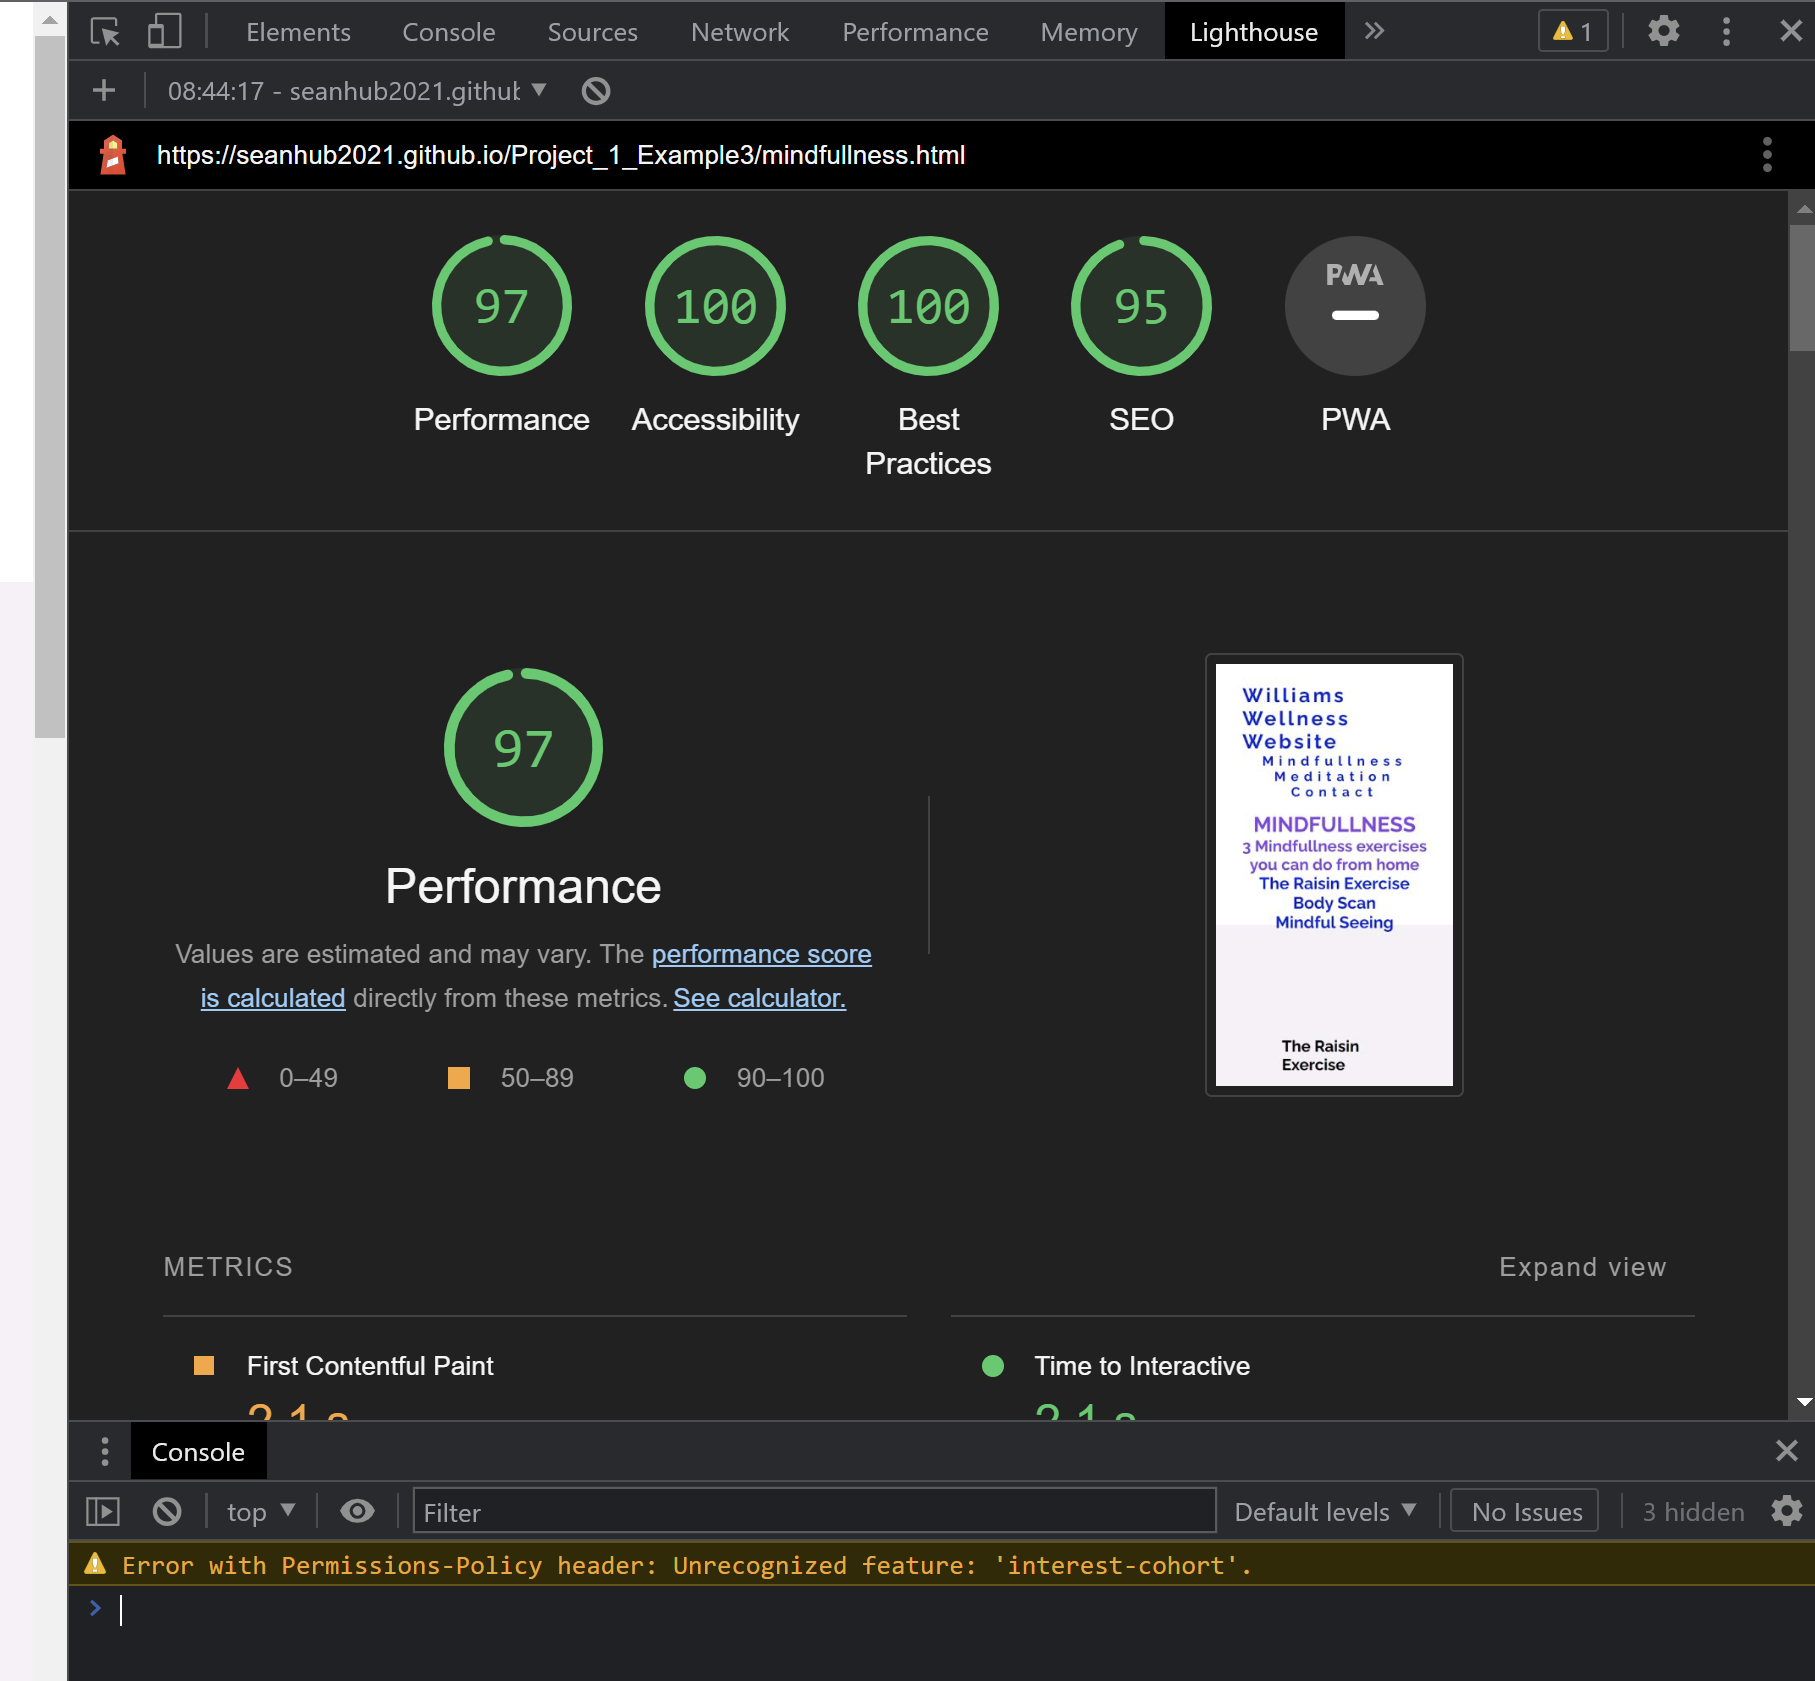 Elements Console Sources Network Performance Memory Lighthouse 1
08:44:17 - seanhub2021.github
https://seanhub2021.github.io/Project_1_Example3/mindfullness.html
97 100 100 95 PWA
Performance Accessibility Best Practices SEO PWA
97
Performance
Values are estimated and may vary. The performance score
is calculated directly from these metrics. See calculator.
0–49 50–89 90–100
Williams
Wellness
Website
Mindfullness
Meditation
Contact
MINDFULLNESS
3 Mindfullness exercises
you can do from home
The Raisin Exercise
Body Scan
Mindful Seeing
The Raisin
Exercise
METRICS Expand view
First Contentful Paint Time to Interactive
2.1 s 2.1 s
Console
top Filter Default levels No Issues 3 hidden
Error with Permissions-Policy header: Unrecognized feature: 'interest-cohort'.